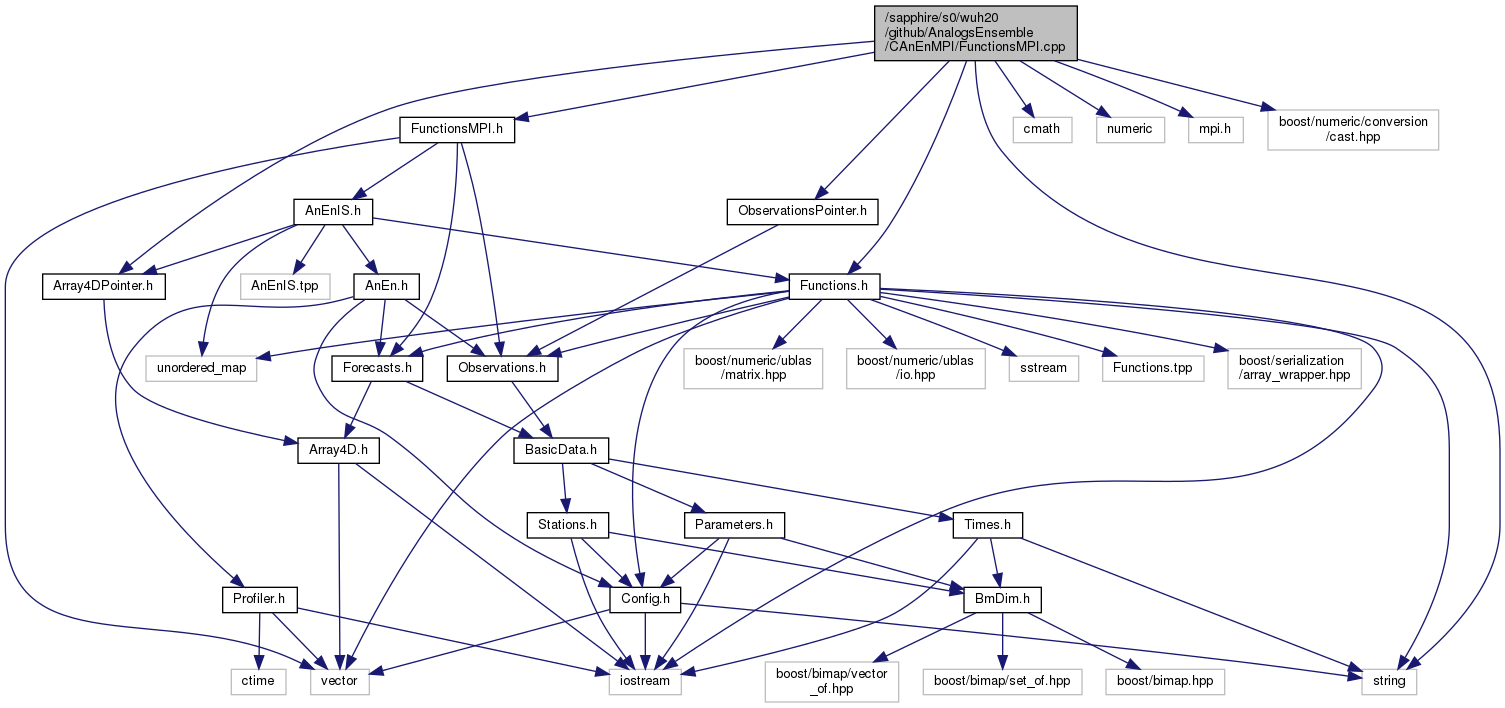 /sapphire/s0/wuh20
/github/AnalogsEnsemble
/CAnEnMPI/FunctionsMPI.cpp
FunctionsMPI.h
cmath
numeric
mpi.h
boost/numeric/conversion
/cast.hpp
AnEnIS.h
ObservationsPointer.h
Array4DPointer.h
AnEnIS.tpp
AnEn.h
Functions.h
unordered_map
Forecasts.h
Observations.h
boost/numeric/ublas
/matrix.hpp
boost/numeric/ublas
/io.hpp
sstream
Functions.tpp
boost/serialization
/array_wrapper.hpp
Array4D.h
BasicData.h
Stations.h
Parameters.h
Times.h
Profiler.h
Config.h
BmDim.h
ctime
vector
iostream
boost/bimap/vector
_of.hpp
boost/bimap/set_of.hpp
boost/bimap.hpp
string